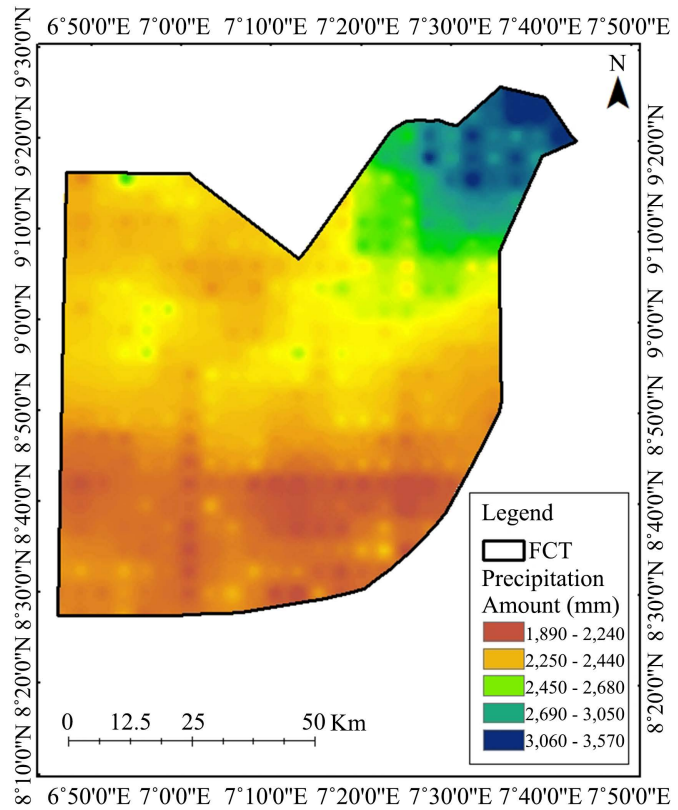 6°50'0"E 7°0'0"E 7°10'0"E 7°20'0"E 7°30'0"E 7°40'0"E 7°50'0"E
9°30'0"N
9°20'0"N
9°10'0"N
9°0'0"N
8°50'0"N
8°40'0"N
8°30'0"N
8°20'0"N
8°10'0"N
N
9°20'0"N
9°10'0"N
9°0'0"N
8°50'0"N
8°40'0"N
8°30'0"N
8°20'0"N
Legend
FCT
Precipitation
Amount (mm)
1,890 - 2,240
2,250 - 2,440
2,450 - 2,680
2,690 - 3,050
3,060 - 3,570
0 12.5 25 50 Km
6°50'0"E 7°0'0"E 7°10'0"E 7°20'0"E 7°30'0"E 7°40'0"E 7°50'0"E